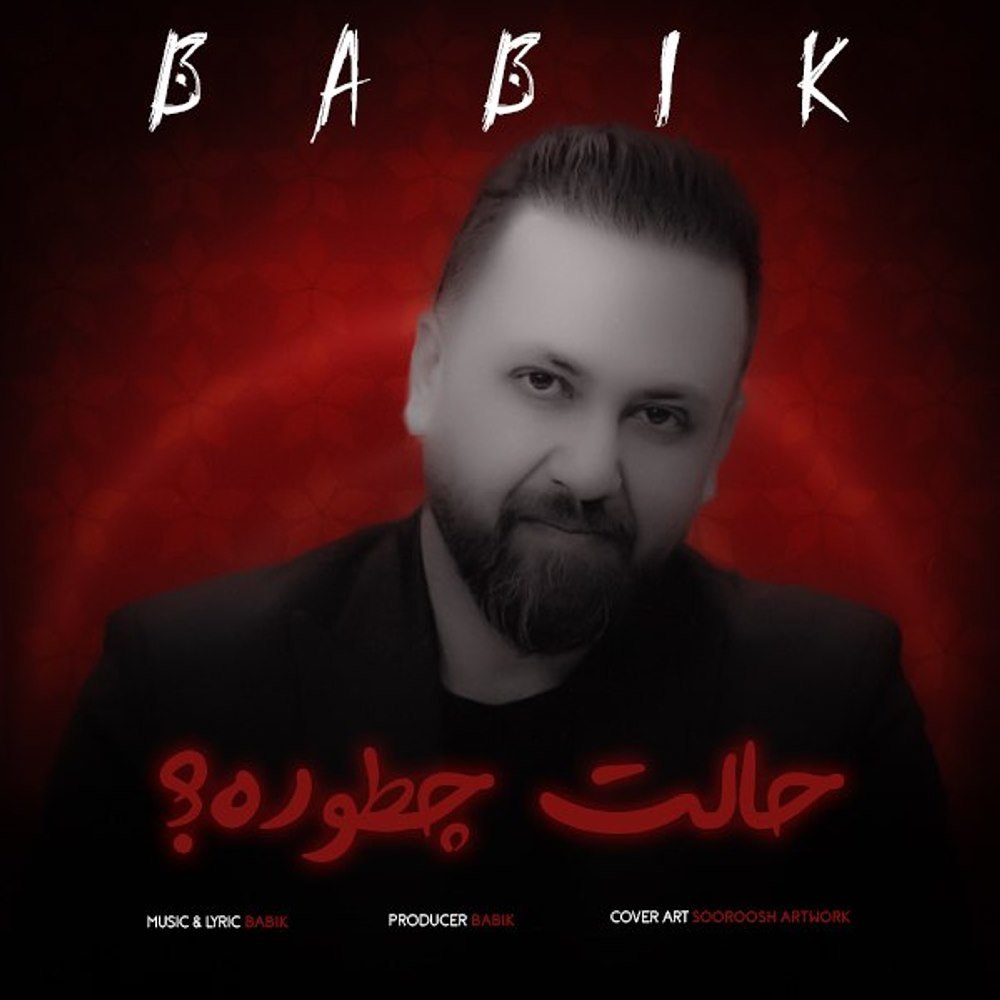 BABIK
حالت چطوره؟
MUSIC & LYRIC BABIK PRODUCER BABIK COVER ART SOOROOSH ARTWORK